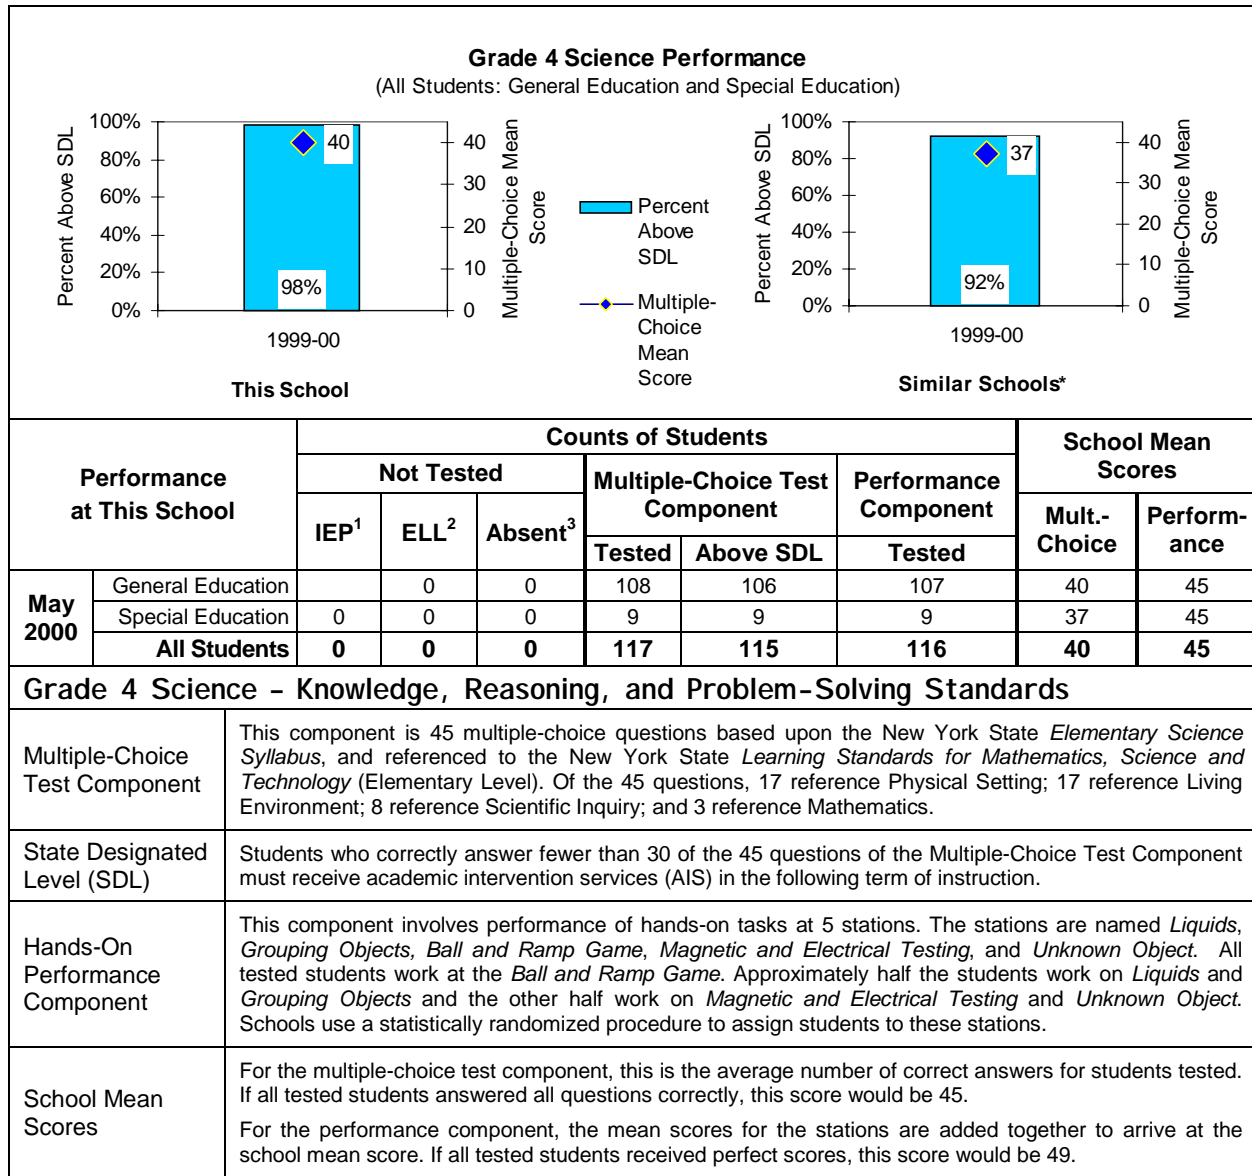 Grade 4 Science Performance
(All Students: General Education and Special Education)
Percent Above SDL
100%
80%
60%
40%
20%
0%
40
98%
40
30
20
10
0
Multiple-Choice Mean
Score
1999-00
This School
Percent
Above
SDL
Multiple-
Choice
Mean
Score
Percent Above SDL
100%
80%
60%
40%
20%
0%
37
92%
40
30
20
10
0
Multiple-Choice Mean
Score
1999-00
Similar Schools*
Performance
at This School
Counts of Students
School Mean
Scores
Not Tested
Multiple-Choice Test
Component
Performance
Component
IEP1 ELL2 Absent3
Tested Above SDL Tested
Mult.-
Choice
Perform-
ance
May
2000
General Education 0 0 108 106 107 40 45
Special Education 0 0 0 9 9 9 37 45
All Students 0 0 0 117 115 116 40 45
Grade 4 Science – Knowledge, Reasoning, and Problem-Solving Standards
Multiple-Choice
Test Component
This component is 45 multiple-choice questions based upon the New York State Elementary Science
Syllabus, and referenced to the New York State Learning Standards for Mathematics, Science and
Technology (Elementary Level). Of the 45 questions, 17 reference Physical Setting; 17 reference Living
Environment; 8 reference Scientific Inquiry; and 3 reference Mathematics.
State Designated
Level (SDL)
Students who correctly answer fewer than 30 of the 45 questions of the Multiple-Choice Test Component
must receive academic intervention services (AIS) in the following term of instruction.
Hands-On
Performance
Component
This component involves performance of hands-on tasks at 5 stations. The stations are named Liquids,
Grouping Objects, Ball and Ramp Game, Magnetic and Electrical Testing, and Unknown Object. All
tested students work at the Ball and Ramp Game. Approximately half the students work on Liquids and
Grouping Objects and the other half work on Magnetic and Electrical Testing and Unknown Object.
Schools use a statistically randomized procedure to assign students to these stations.
School Mean
Scores
For the multiple-choice test component, this is the average number of correct answers for students tested.
If all tested students answered all questions correctly, this score would be 45.
For the performance component, the mean scores for the stations are added together to arrive at the
school mean score. If all tested students received perfect scores, this score would be 49.